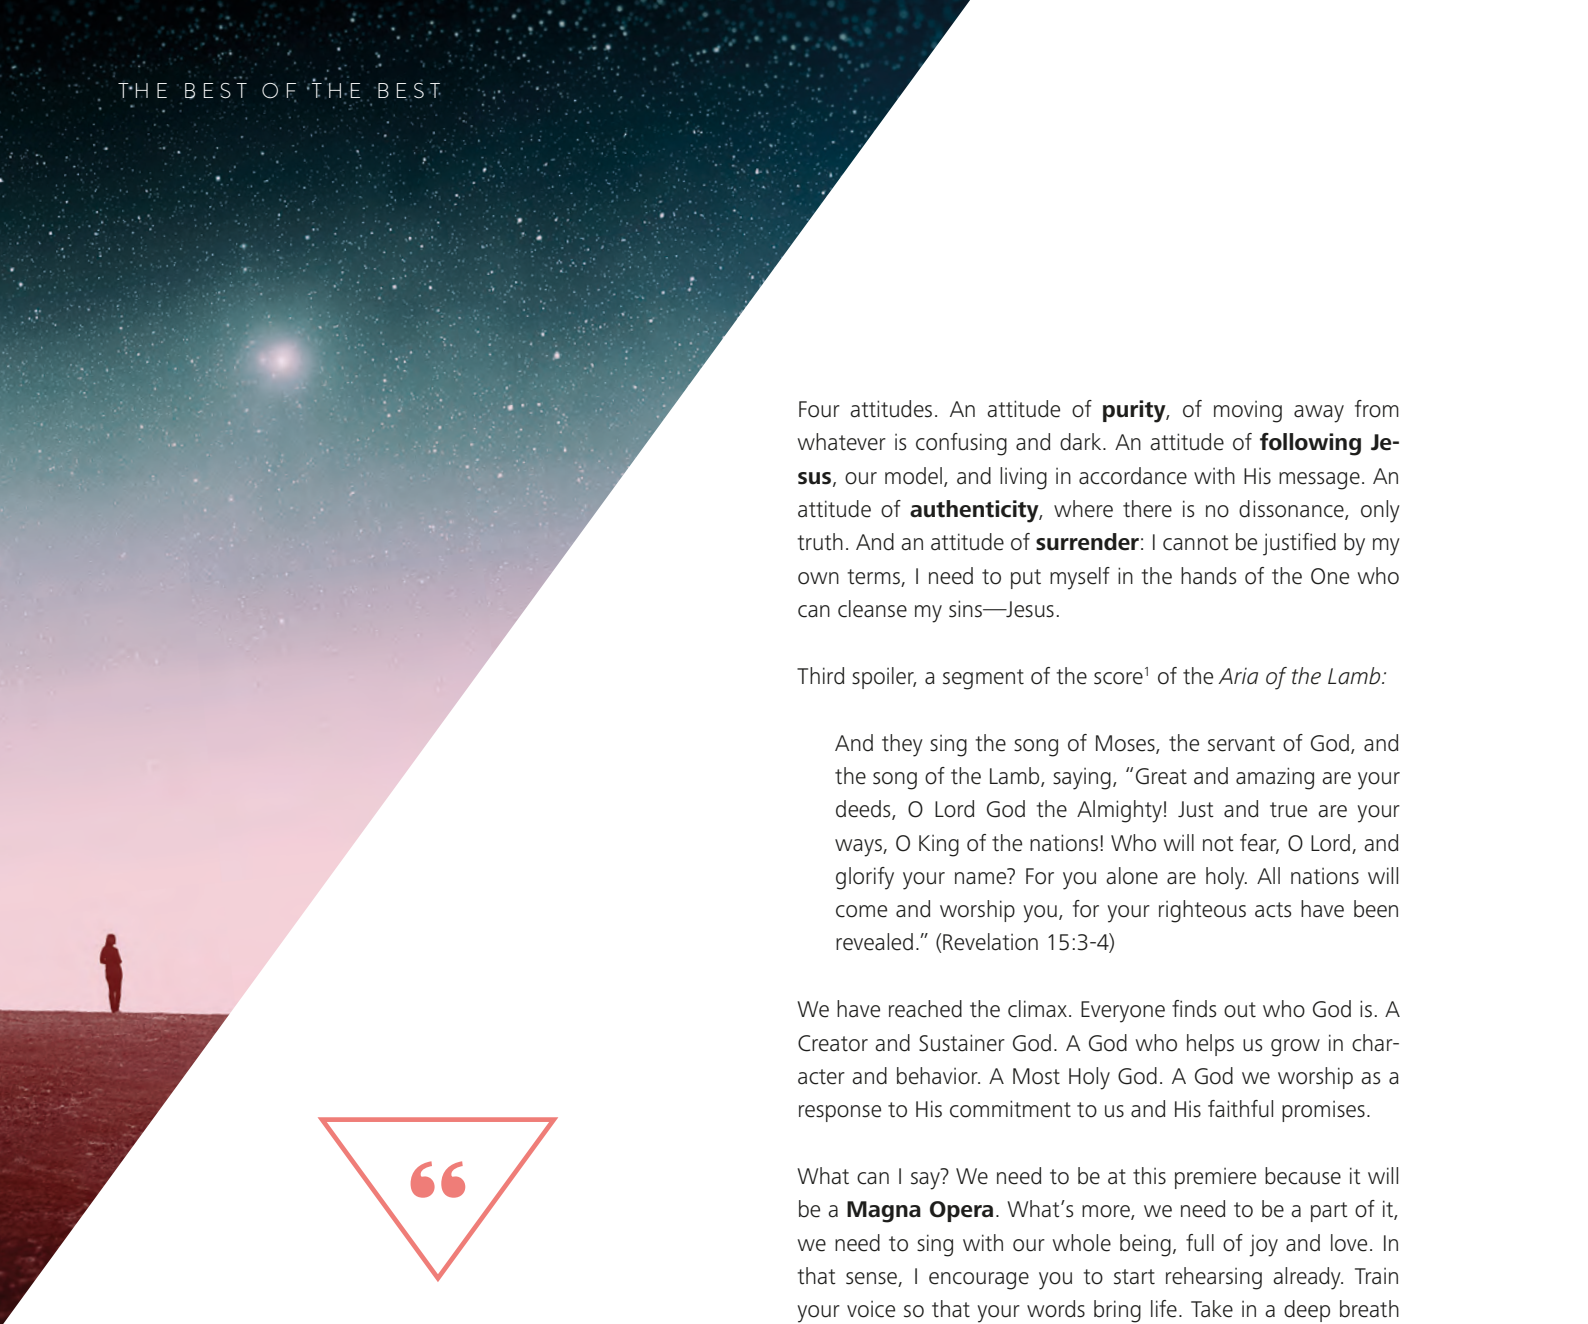 THE BEST OF THE BEST
Four attitudes. An attitude of purity, of moving away from
whatever is confusing and dark. An attitude of following Je-
sus, our model, and living in accordance with His message. An
attitude of authenticity, where there is no dissonance, only
truth. And an attitude of surrender: I cannot be justified by my
own terms, I need to put myself in the hands of the One who
can cleanse my sins—Jesus.
Third spoiler, a segment of the score¹ of the Aria of the Lamb:
And they sing the song of Moses, the servant of God, and
the song of the Lamb, saying, “Great and amazing are your
deeds, O Lord God the Almighty! Just and true are your
ways, O King of the nations! Who will not fear, O Lord, and
glorify your name? For you alone are holy. All nations will
come and worship you, for your righteous acts have been
revealed.” (Revelation 15:3-4)
We have reached the climax. Everyone finds out who God is. A
Creator and Sustainer God. A God who helps us grow in char-
acter and behavior. A Most Holy God. A God we worship as a
response to His commitment to us and His faithful promises.
“
What can I say? We need to be at this premiere because it will
be a Magna Opera. What’s more, we need to be a part of it,
we need to sing with our whole being, full of joy and love. In
that sense, I encourage you to start rehearsing already. Train
your voice so that your words bring life. Take in a deep breath